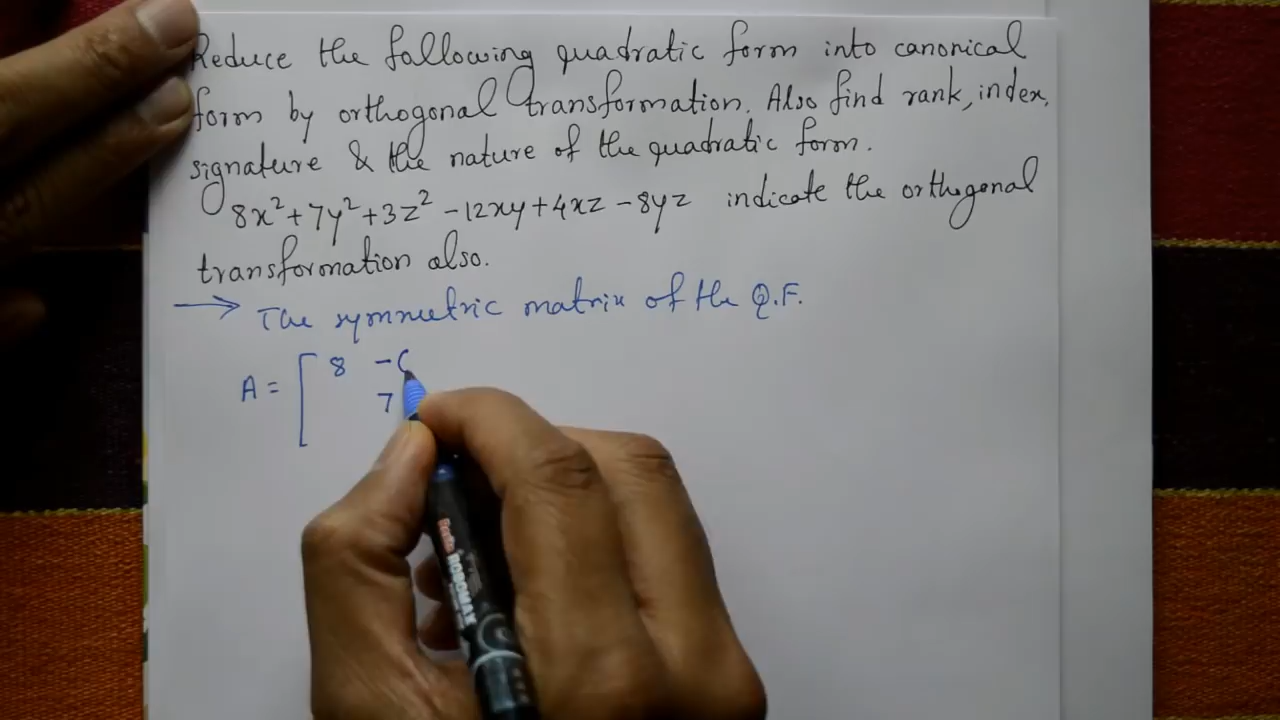 Reduce the following quadratic form into canonical
form by orthogonal transformation. Also find rank, index,
signature & the nature of the quadratic form.
8x² + 7y² + 3z² - 12xy + 4xz - 8yz indicate the orthogonal
transformation also.
→ The symmetric matrix of the Q.F.
8 -6
A = [ 7
ROBOMAX